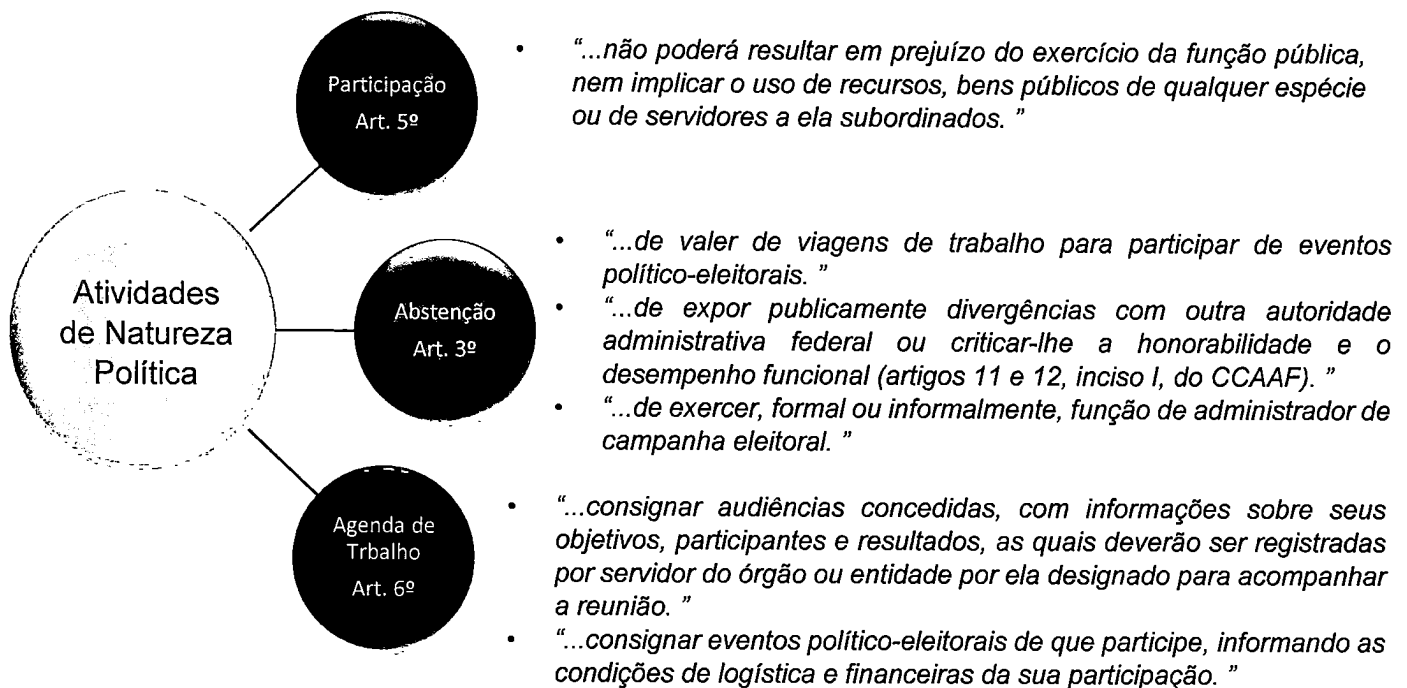 Participação
Art. 5º
• "...não poderá resultar em prejuízo do exercício da função pública,
nem implicar o uso de recursos, bens públicos de qualquer espécie
ou de servidores a ela subordinados. "
Atividades
de Natureza
Política
Abstenção
Art. 3º
• "...de valer de viagens de trabalho para participar de eventos
político-eleitorais. "
• "...de expor publicamente divergências com outra autoridade
administrativa federal ou criticar-lhe a honorabilidade e o
desempenho funcional (artigos 11 e 12, inciso I, do CCAAF). "
• "...de exercer, formal ou informalmente, função de administrador de
campanha eleitoral. "
Agenda de
Trbalho
Art. 6º
• "...consignar audiências concedidas, com informações sobre seus
objetivos, participantes e resultados, as quais deverão ser registradas
por servidor do órgão ou entidade por ela designado para acompanhar
a reunião. "
• "...consignar eventos político-eleitorais de que participe, informando as
condições de logística e financeiras da sua participação. "